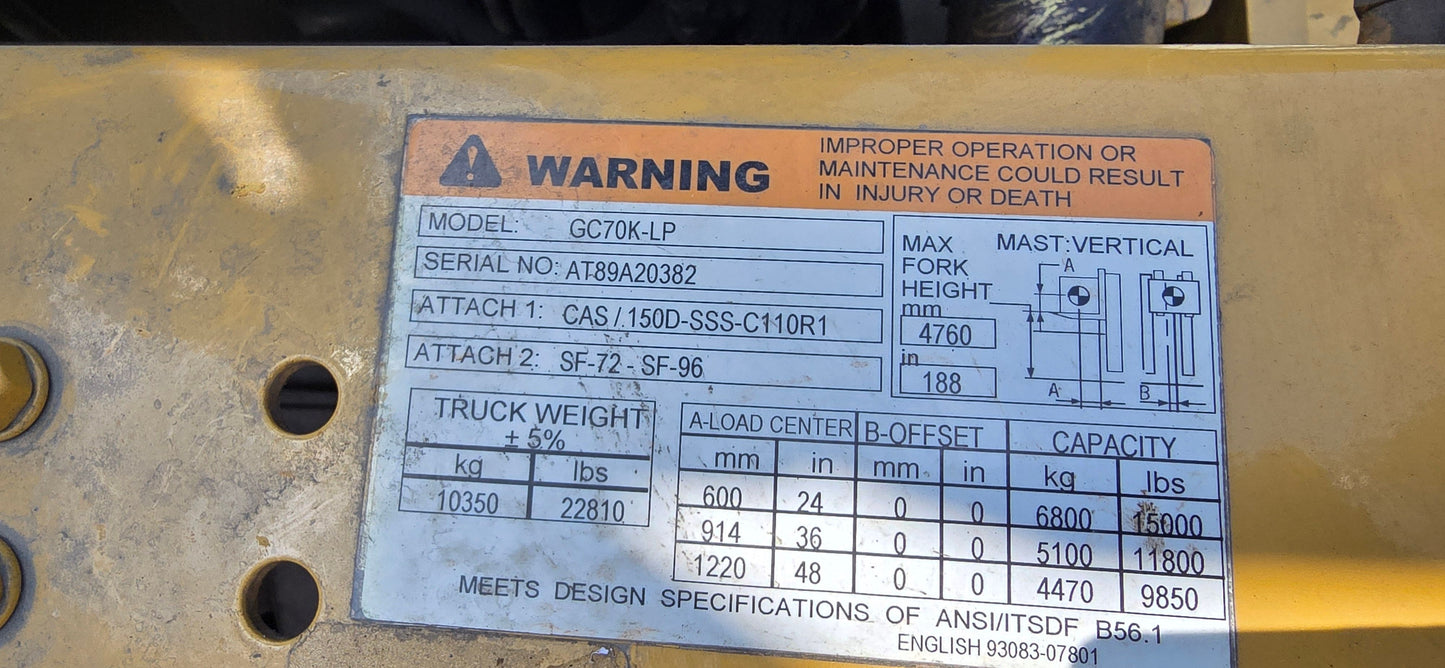 WARNING
IMPROPER OPERATION OR
MAINTENANCE COULD RESULT
IN INJURY OR DEATH
MODEL: GC70K-LP
SERIAL NO: AT89A20382
ATTACH 1: CAS /.150D-SSS-C110R1
ATTACH 2: SF-72 - SF-96
MAX MAST:VERTICAL
FORK A
HEIGHT
mm
4760
in
188
A B
TRUCK WEIGHT
± 5%
kg lbs
10350 22810
A-LOAD CENTER B-OFFSET CAPACITY
mm in mm in kg lbs
600 24 0 0 6800 15000
914 36 0 0 5100 11800
1220 48 0 0 4470 9850
MEETS DESIGN SPECIFICATIONS OF ANSI/ITSDF B56.1
ENGLISH 93083-07801